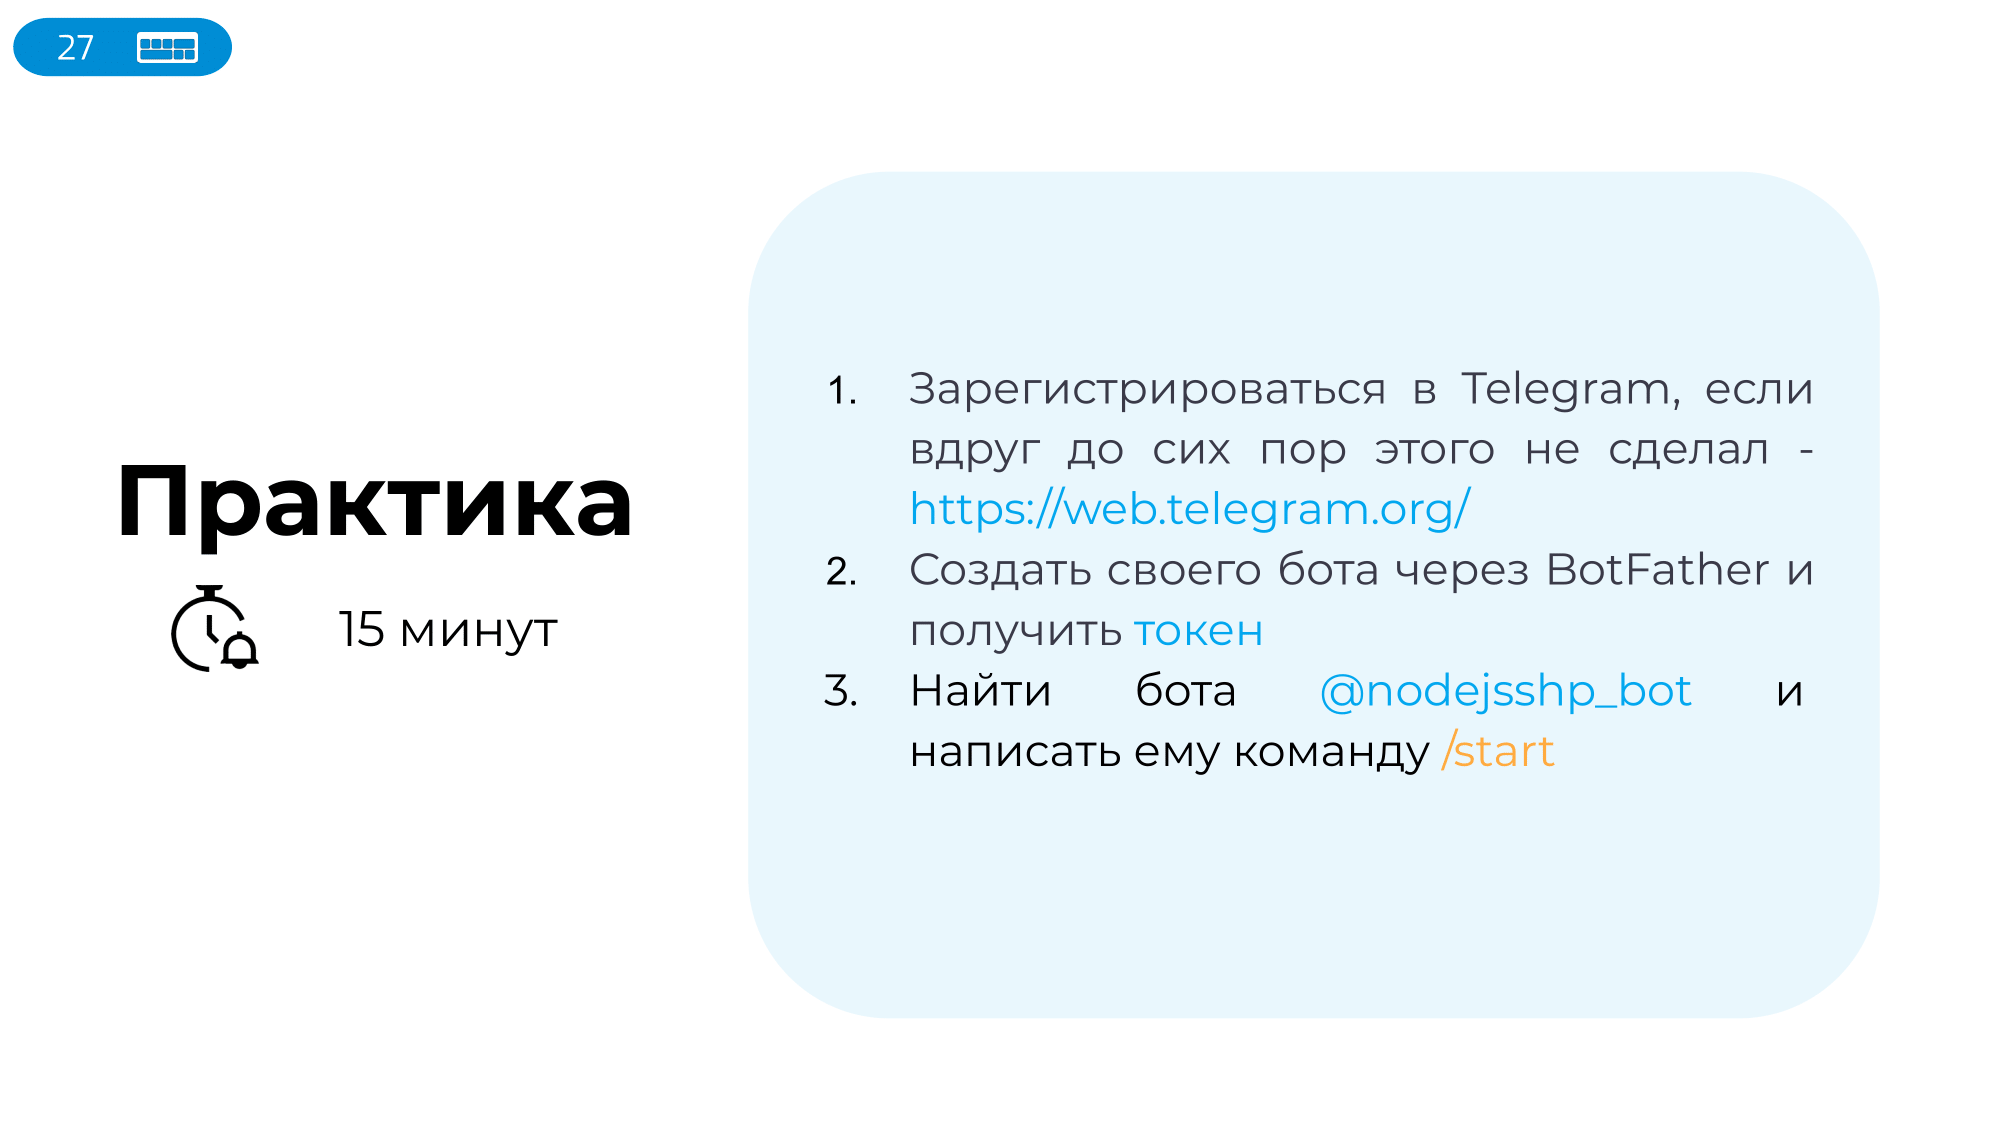 27
Практика
15 минут
1. Зарегистрироваться в Telegram, если
вдруг до сих пор этого не сделал -
https://web.telegram.org/
2. Создать своего бота через BotFather и
получить токен
3. Найти бота @nodejsshp_bot и
написать ему команду /start